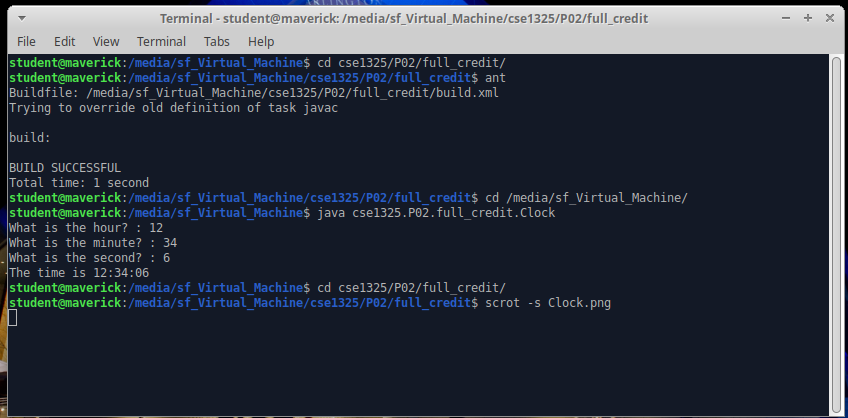 Terminal - student@maverick: /media/sf_Virtual_Machine/cse1325/P02/full_credit
File Edit View Terminal Tabs Help
student@maverick:/media/sf_Virtual_Machine$ cd cse1325/P02/full_credit/
student@maverick:/media/sf_Virtual_Machine/cse1325/P02/full_credit$ ant
Buildfile: /media/sf_Virtual_Machine/cse1325/P02/full_credit/build.xml
Trying to override old definition of task javac
build:
BUILD SUCCESSFUL
Total time: 1 second
student@maverick:/media/sf_Virtual_Machine/cse1325/P02/full_credit$ cd /media/sf_Virtual_Machine/
student@maverick:/media/sf_Virtual_Machine$ java cse1325.P02.full_credit.Clock
What is the hour? : 12
What is the minute? : 34
What is the second? : 6
The time is 12:34:06
student@maverick:/media/sf_Virtual_Machine$ cd cse1325/P02/full_credit/
student@maverick:/media/sf_Virtual_Machine/cse1325/P02/full_credit$ scrot -s Clock.png